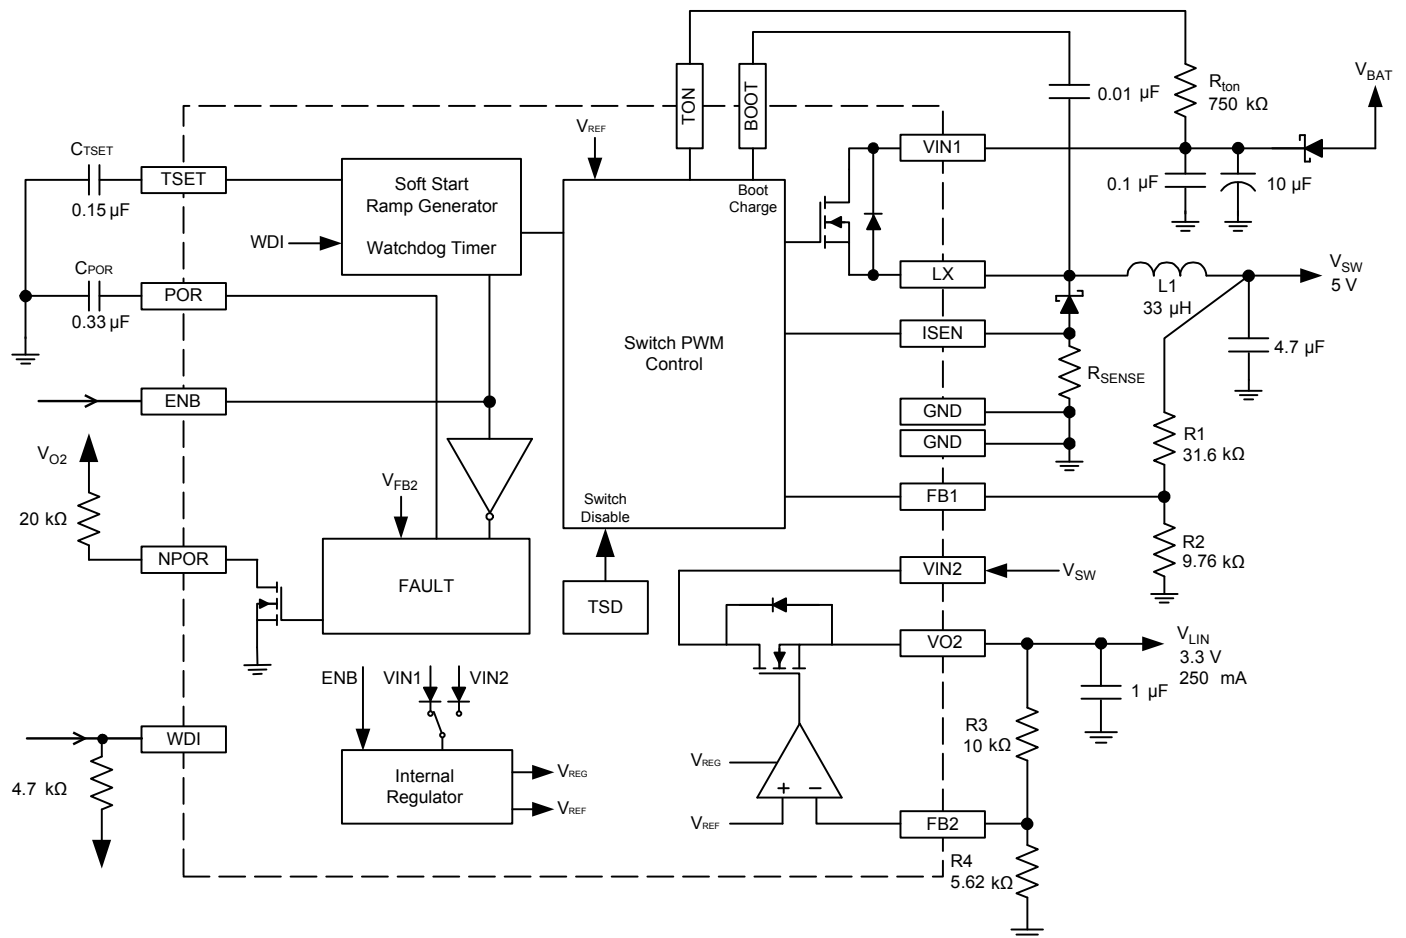 TON
BOOT
0.01 µF
Rton
750 kΩ
VBAT
VREF
CTSET
TSET
0.15 µF
Soft Start
Ramp Generator
Watchdog Timer
WDI
Boot
Charge
VIN1
0.1 µF
10 µF
CPOR
POR
0.33 µF
LX
L1
33 µH
VSW
5 V
Switch PWM
Control
ISEN
RSENSE
4.7 µF
ENB
GND
GND
R1
31.6 kΩ
VO2
20 kΩ
VFB2
Switch
Disable
FB1
R2
9.76 kΩ
NPOR
FAULT
TSD
VIN2
VSW
VO2
VLIN
3.3 V
250 mA
1 µF
ENB
VIN1
VIN2
R3
10 kΩ
WDI
4.7 kΩ
Internal
Regulator
VREG
VREF
VREG
+
−
VREF
FB2
R4
5.62 kΩ